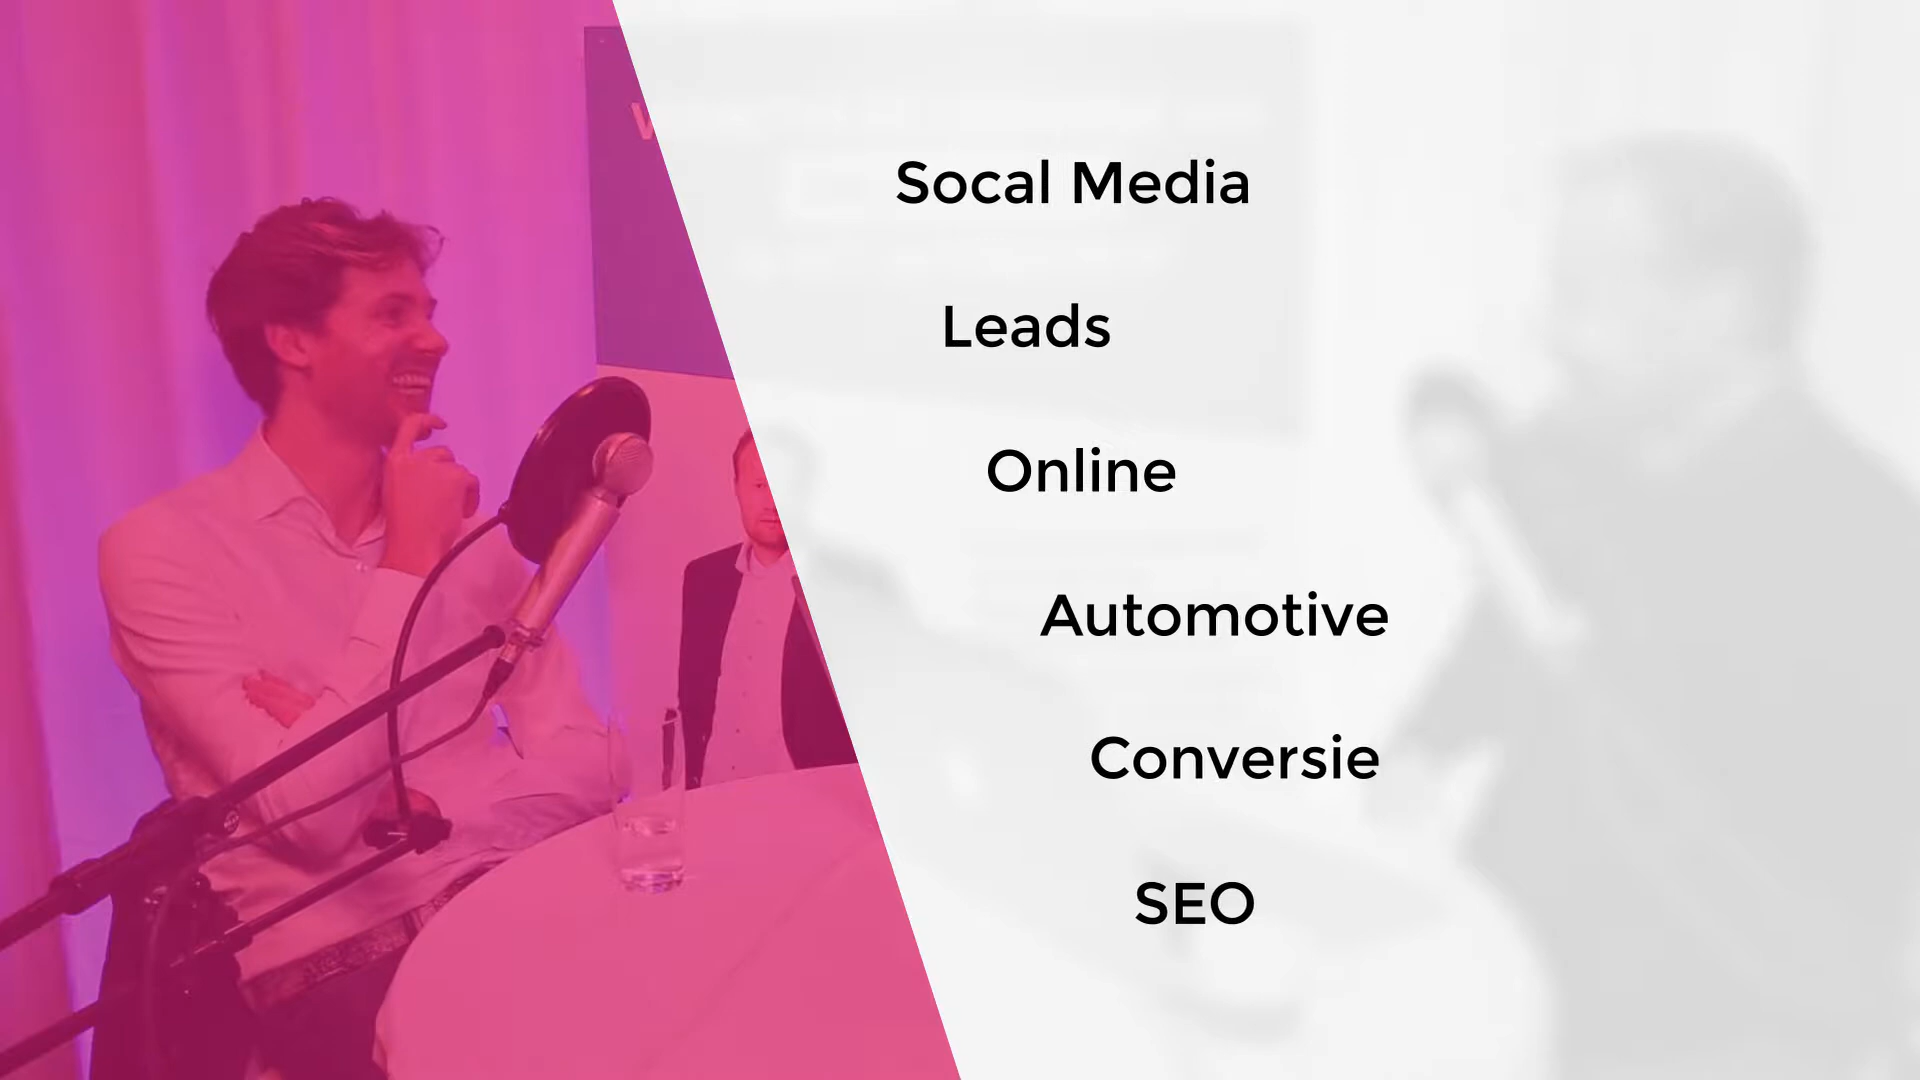 Socal Media
Leads
Online
Automotive
Conversie
SEO